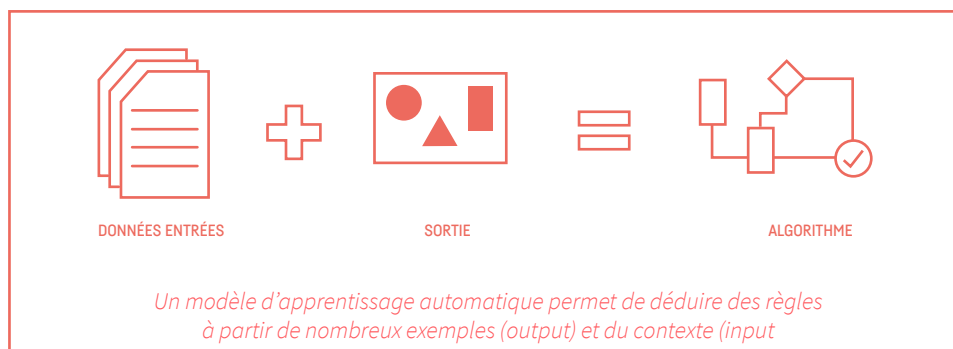 DONNÉES ENTRÉES
SORTIE
ALGORITHME
Un modèle d’apprentissage automatique permet de déduire des règles
à partir de nombreux exemples (output) et du contexte (input